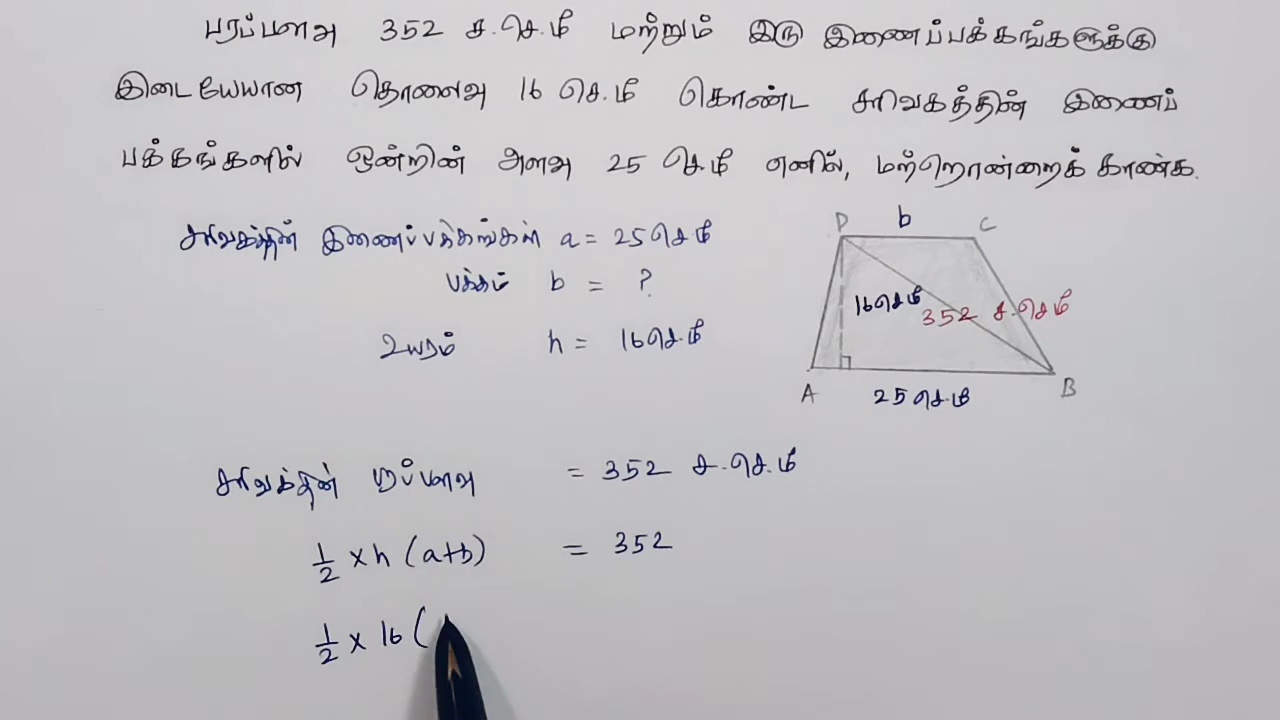 பரப்பளவு 352 ச.செ.மீ மற்றும் இரு இணைப்பக்கங்களுக்கு
இடையேயான தொலைவு 16 செ.மீ கொண்ட சரிவகத்தின் இணைப்
பக்கங்களில் ஒன்றின் அளவு 25 செ.மீ எனில், மற்றொன்றைக் காண்க.
சரிவகத்தின் இணைப்பக்கங்கள் a = 25செ.மீ
பக்கம் b = ?
உயரம் h = 16செ.மீ
D b C
16செ.மீ
352 ச.செ.மீ
A 25 செ.மீ B
சரிவகத்தின் பரப்பளவு = 352 ச.செ.மீ
1/2 × h (a+b) = 352
1/2 × 16 (